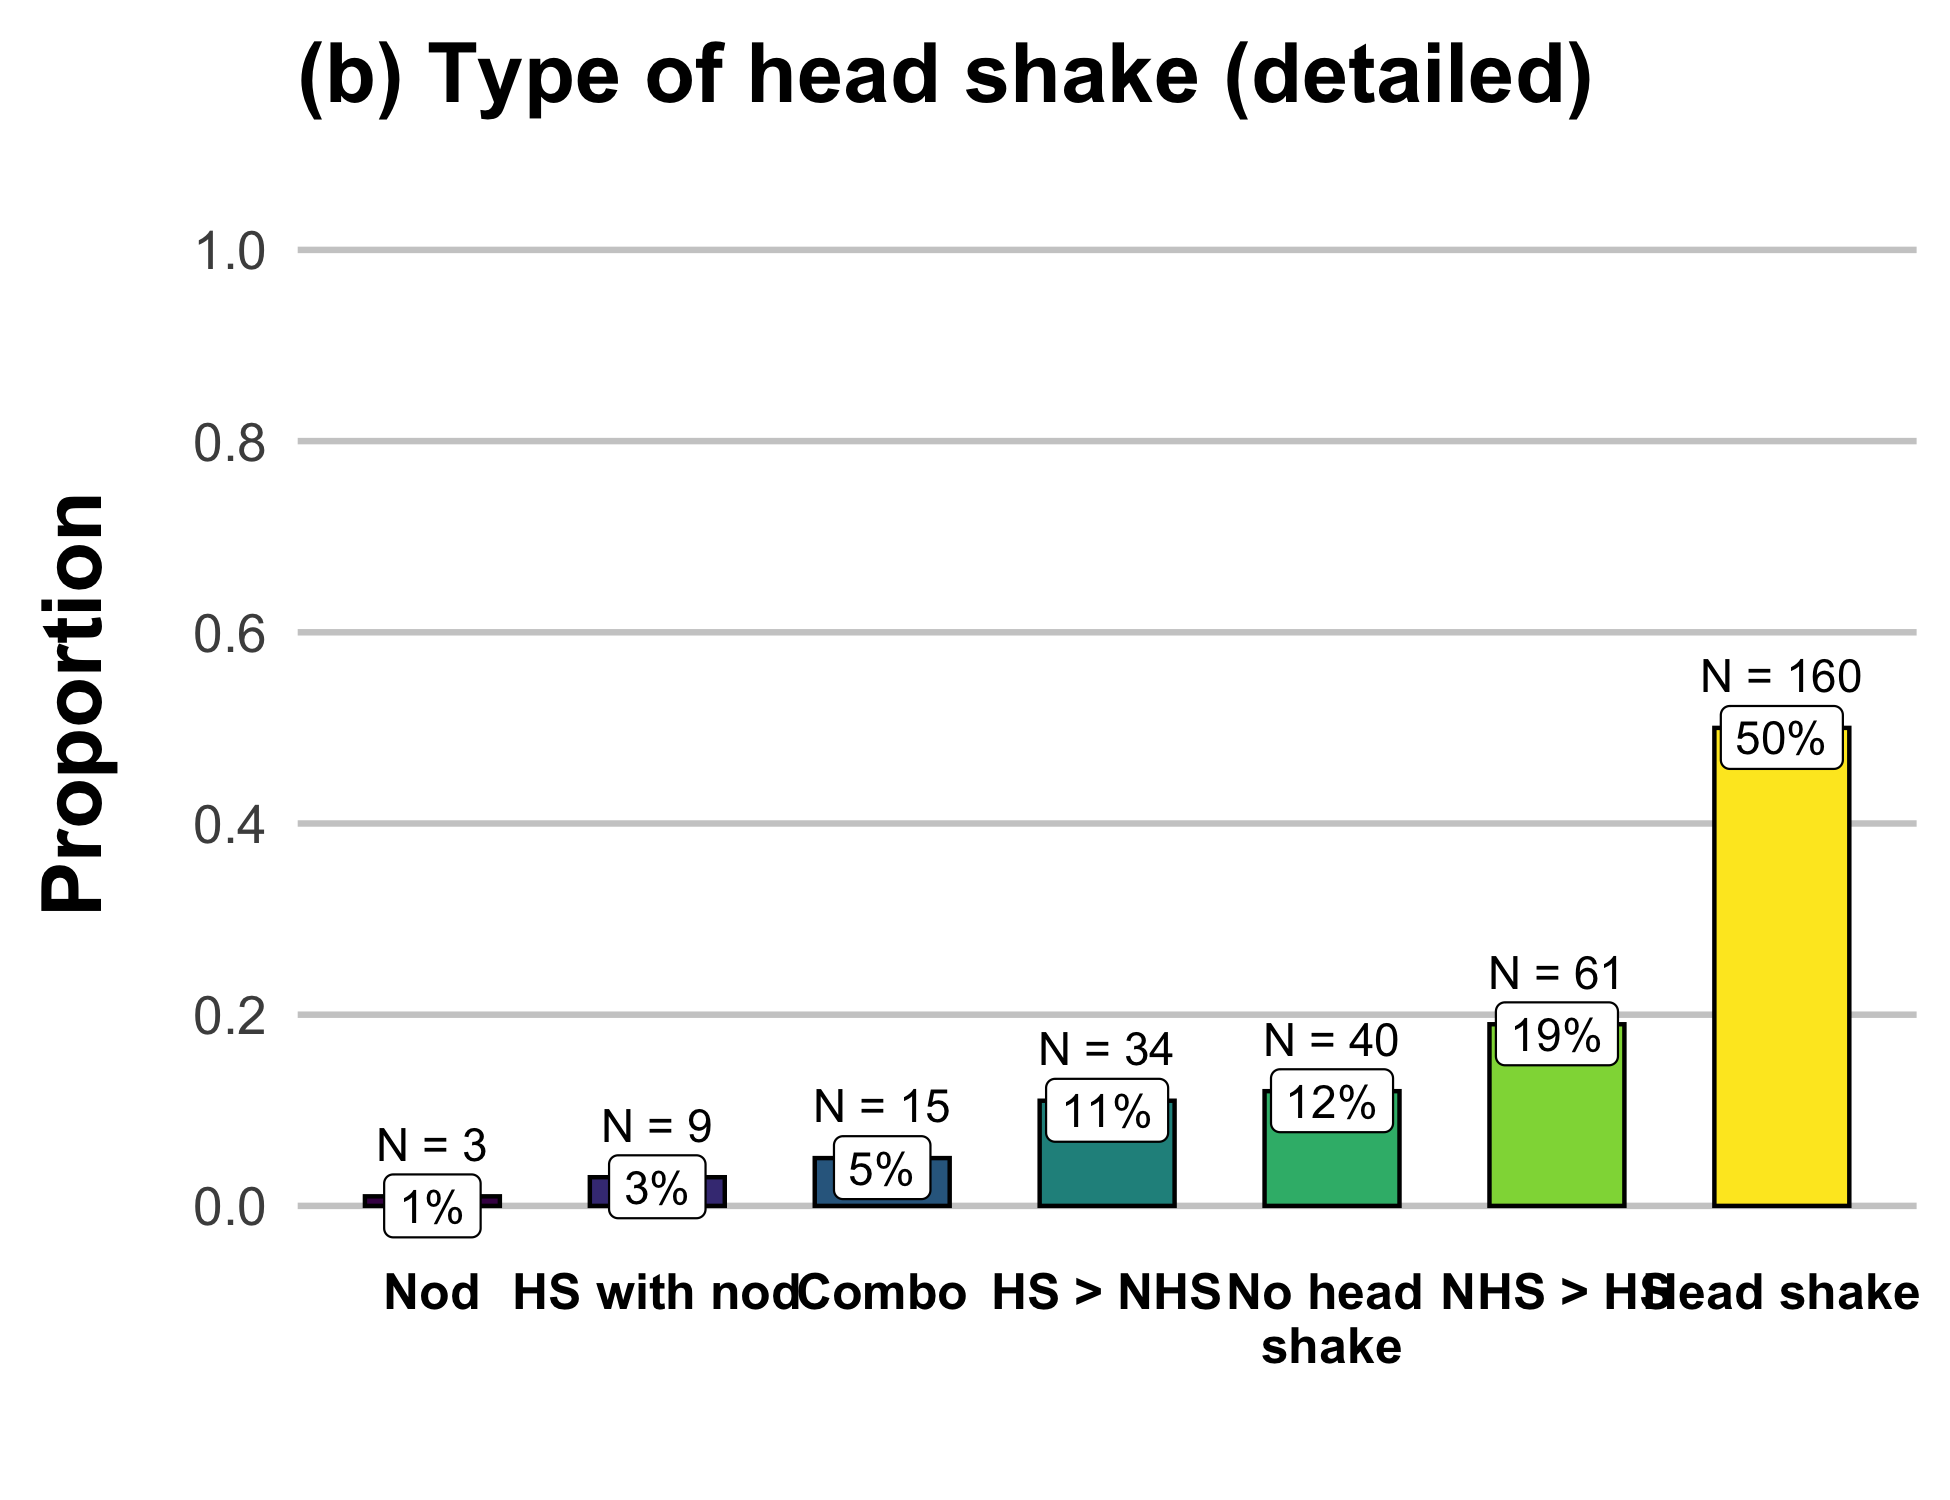 (b) Type of head shake (detailed)
Proportion
1.0
0.8
0.6
0.4
0.2
0.0
N = 3
1%
N = 9
3%
N = 15
5%
N = 34
11%
N = 40
12%
N = 61
19%
N = 160
50%
Nod
HS with nod
Combo
HS > NHS
No head
shake
NHS > HS
Head shake